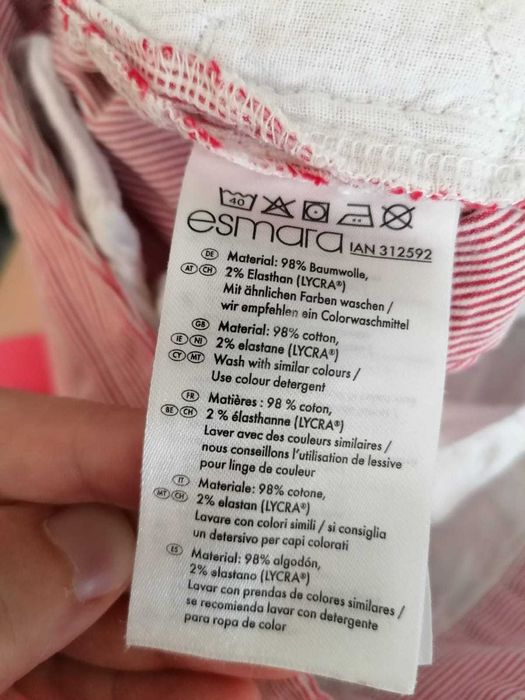 40
esmara IAN 312592
DE Material: 98% Baumwolle,
AT CH 2% Elasthan (LYCRA®)
Mit ähnlichen Farben waschen /
wir empfehlen ein Colorwaschmittel
GB Material: 98% cotton,
IE NI 2% elastane (LYCRA®)
CY MT Wash with similar colours /
Use colour detergent
FR Matières : 98 % coton,
BE CH 2 % élasthanne (LYCRA®)
Laver avec des couleurs similaires /
nous conseillons l'utilisation de lessive
pour linge de couleur
IT Materiale: 98% cotone,
MT CH 2% elastan (LYCRA®)
Lavare con colori simili / si consiglia
un detersivo per capi colorati
ES Material: 98% algodón,
2% elastano (LYCRA®)
Lavar con prendas de colores similares /
se recomienda lavar con detergente
para ropa de color